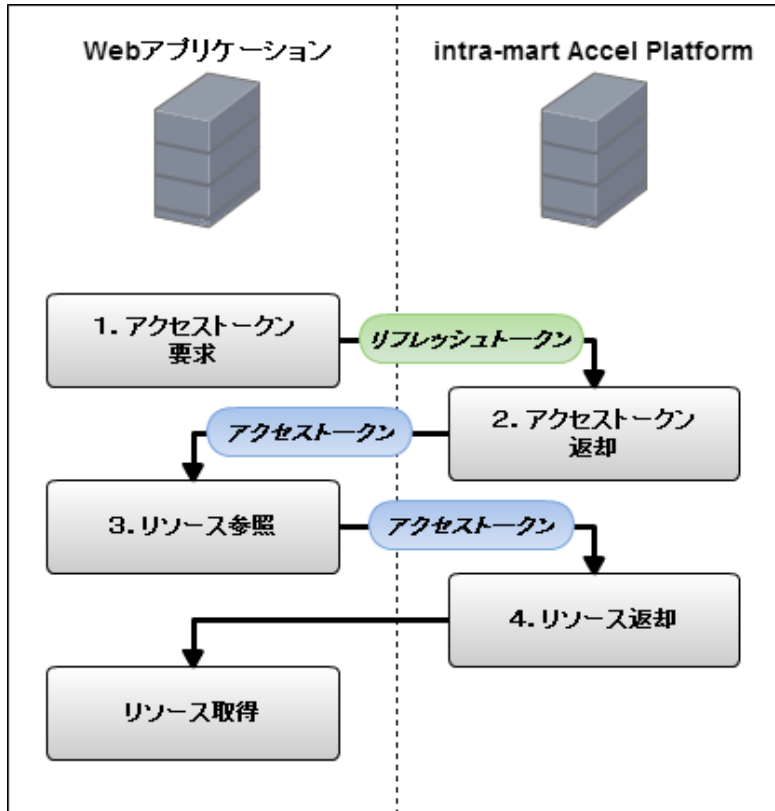 Webアプリケーション
intra-mart Accel Platform
1. アクセストークン
要求
リフレッシュトークン
アクセストークン
2. アクセストークン
返却
3. リソース参照
アクセストークン
4. リソース返却
リソース取得